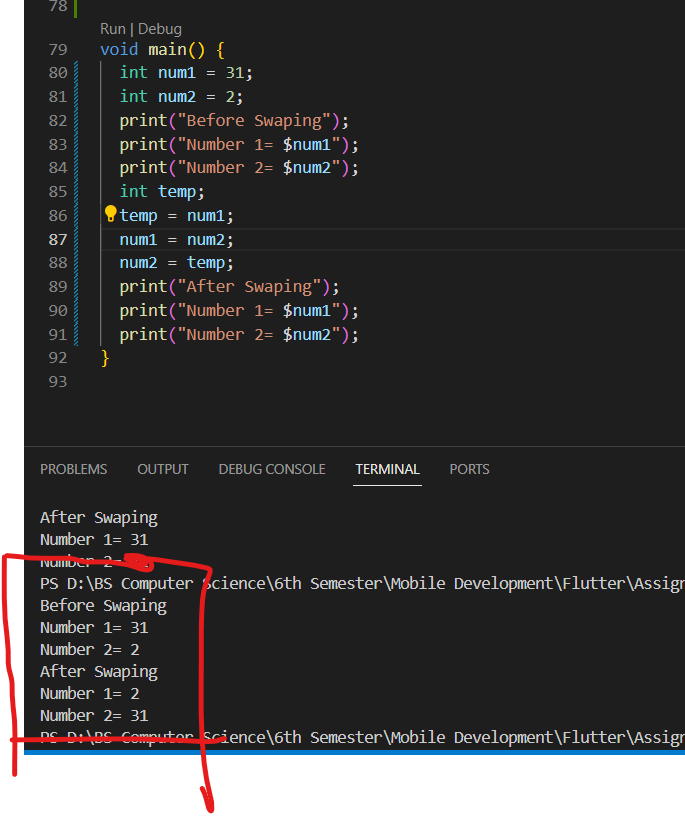 78
Run | Debug
79 void main() {
80 int num1 = 31;
81 int num2 = 2;
82 print("Before Swaping");
83 print("Number 1= $num1");
84 print("Number 2= $num2");
85 int temp;
86 temp = num1;
87 num1 = num2;
88 num2 = temp;
89 print("After Swaping");
90 print("Number 1= $num1");
91 print("Number 2= $num2");
92 }
93
PROBLEMS OUTPUT DEBUG CONSOLE TERMINAL PORTS
After Swaping
Number 1= 31
Number 2=
PS D:\BS Computer Science\6th Semester\Mobile Development\Flutter\Assign
Before Swaping
Number 1= 31
Number 2= 2
After Swaping
Number 1= 2
Number 2= 31
PS D:\BS Computer Science\6th Semester\Mobile Development\Flutter\Assign